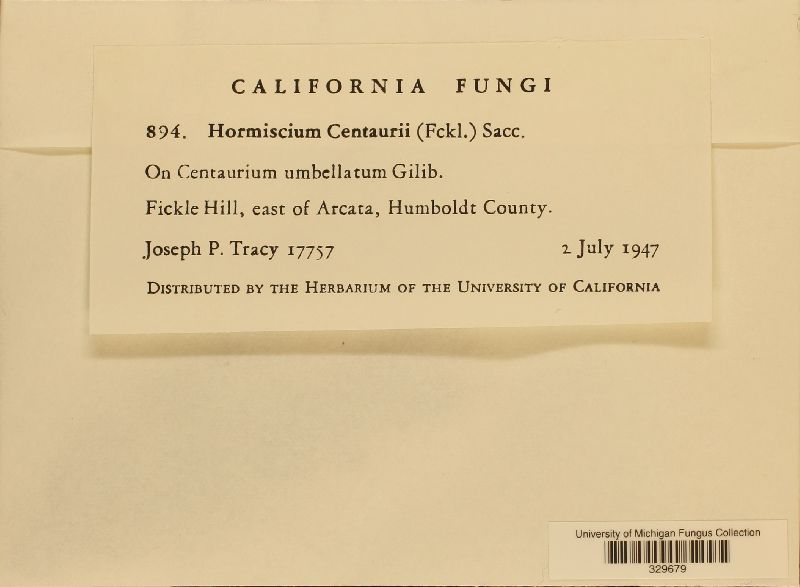 CALIFORNIA FUNGI
894. Hormiscium Centaurii (Fckl.) Sacc.
On Centaurium umbellatum Gilib.
Fickle Hill, east of Arcata, Humboldt County.
Joseph P. Tracy 17757 2 July 1947
DISTRIBUTED BY THE HERBARIUM OF THE UNIVERSITY OF CALIFORNIA
University of Michigan Fungus Collection
329679